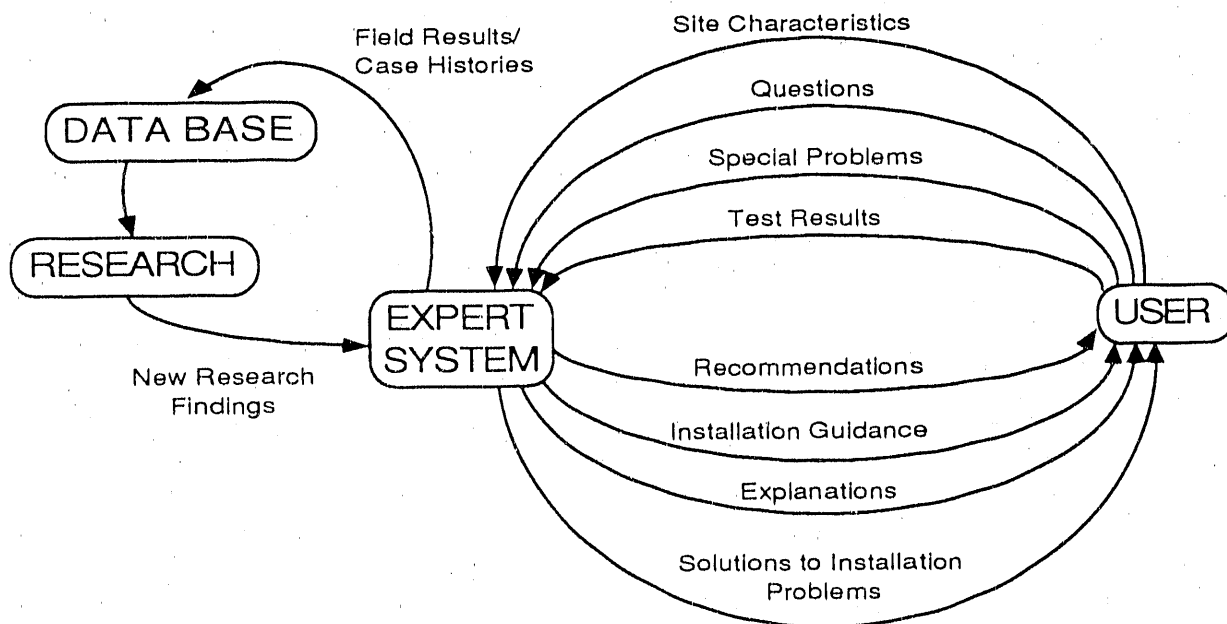 Field Results/
Case Histories
DATA BASE
RESEARCH
New Research
Findings
EXPERT
SYSTEM
Site Characteristics
Questions
Special Problems
Test Results
USER
Recommendations
Installation Guidance
Explanations
Solutions to Installation
Problems